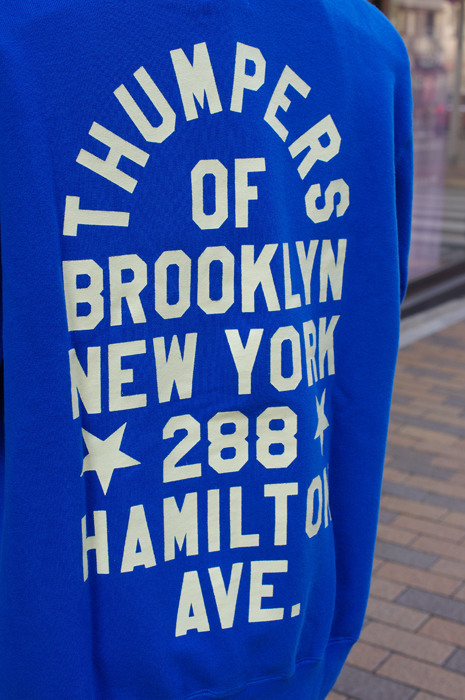 THUMPERS
OF
BROOKLYN
NEW YORK
★ 288 ★
HAMILTON
AVE.